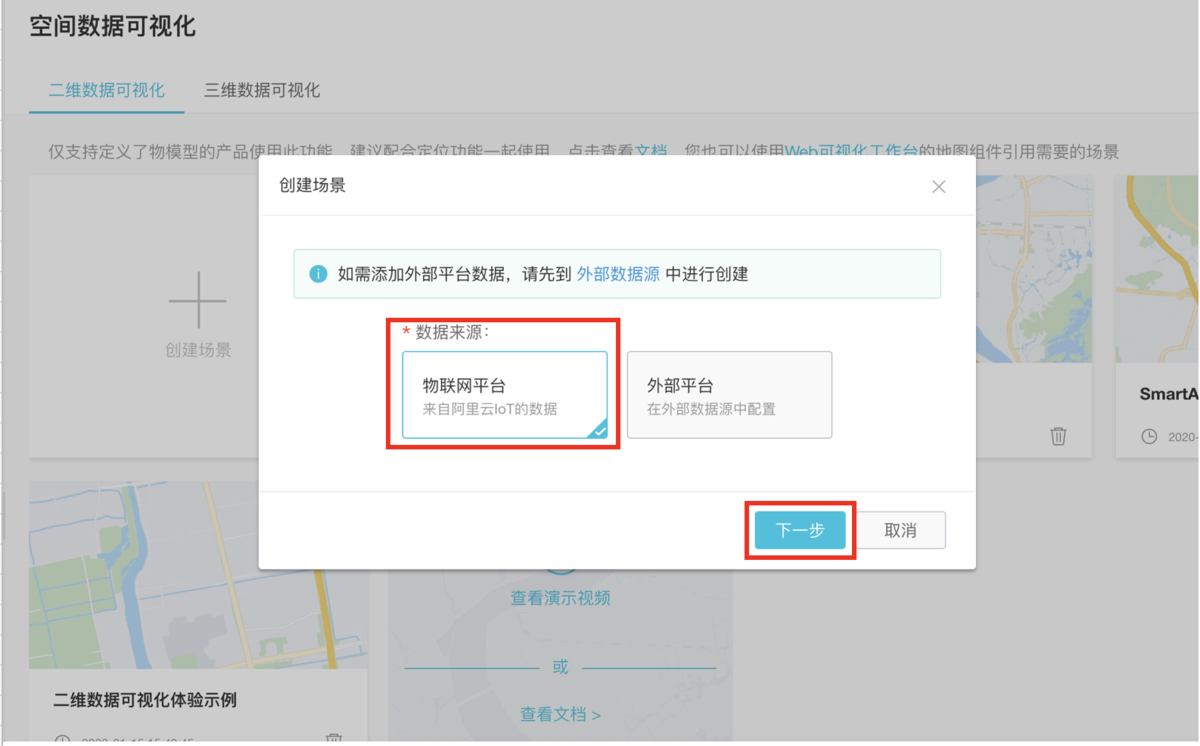 空间数据可视化
二维数据可视化 三维数据可视化
仅支持定义了物模型的产品使用此功能，建议配合定位功能一起使用，点击查看文档，您也可以使用Web可视化工作台的地图组件引用需要的场景
创建场景
如需添加外部平台数据，请先到 外部数据源 中进行创建
* 数据来源：
物联网平台
来自阿里云IoT的数据
外部平台
在外部数据源中配置
下一步 取消
创建场景
SmartA
2020-
查看演示视频
或
查看文档 >
二维数据可视化体验示例